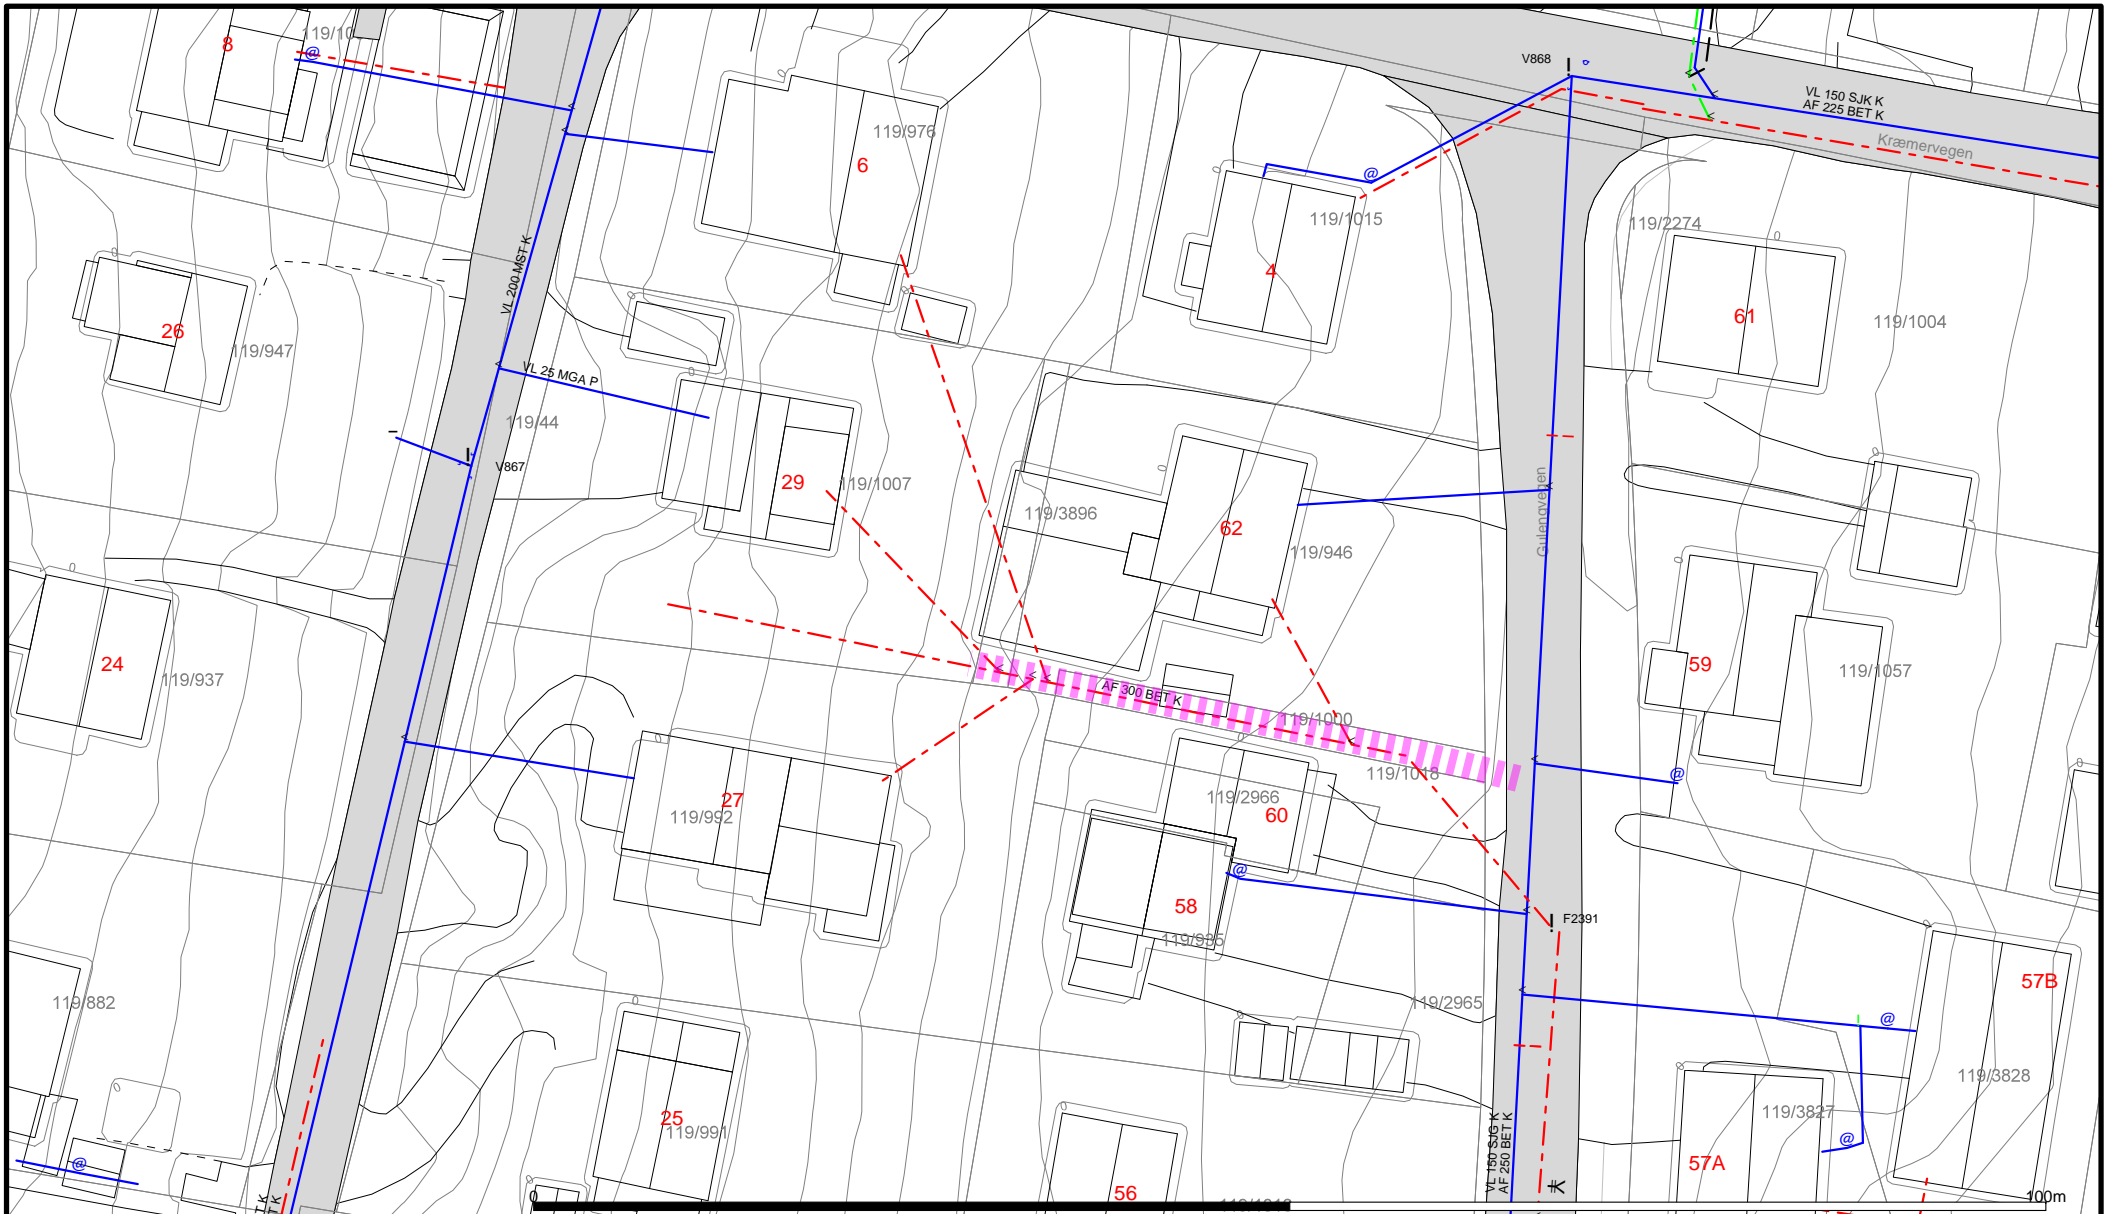 8
119/10
@
V868
VL 150 SJK K
AF 225 BET K
Kræmervegen
119/976
6
@
119/1015
4
119/2274
61
119/1004
26
119/947
VL 200 MST K
VL 25 MGA P
119/44
V867
29
119/1007
119/3896
62
119/946
Gulengvegen
24
119/937
59
119/1057
AF 300 BET K
119/1000
119/1018
@
27
119/992
119/2966
60
@
58
119/935
F2391
57B
119/882
119/2965
@
119/3828
25
119/991
119/3827
@
@
57A
56
VL 150 SJG K
AF 250 BET K
0
100m